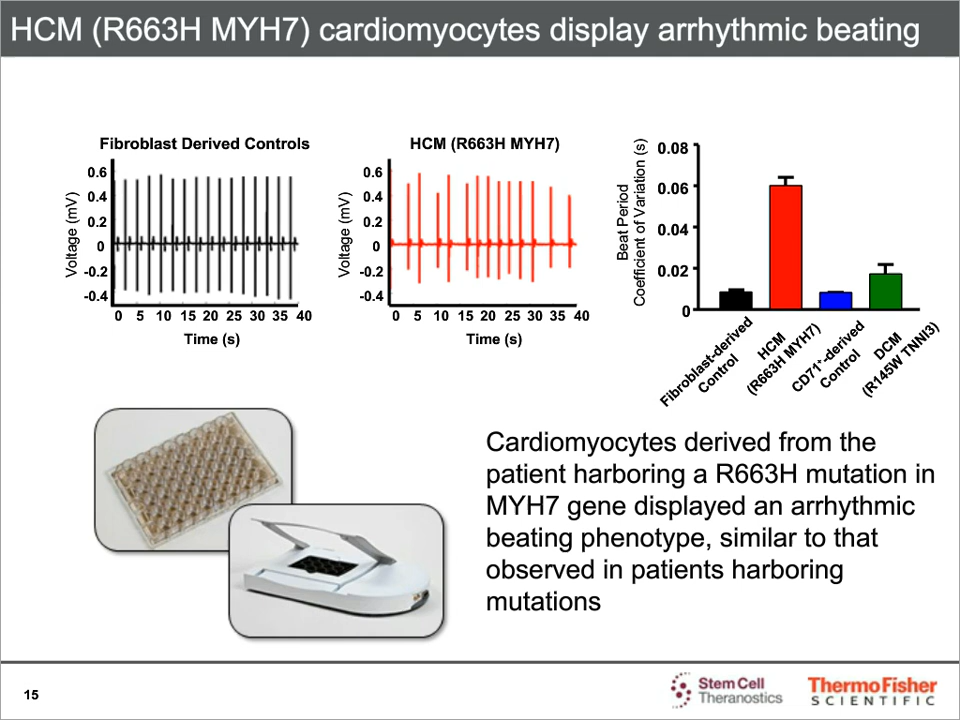 HCM (R663H MYH7) cardiomyocytes display arrhythmic beating
Fibroblast Derived Controls
Voltage (mV)
0.6
0.4
0.2
0
-0.2
-0.4
0 5 10 15 20 25 30 35 40
Time (s)
HCM (R663H MYH7)
Voltage (mV)
0.6
0.4
0.2
0
-0.2
-0.4
0 5 10 15 20 25 30 35 40
Time (s)
Beat Period
Coefficient of Variation (s)
0.08
0.06
0.04
0.02
0
Fibroblast-derived
Control
HCM
(R663H MYH7)
CD71⁺-derived
Control
DCM
(R145W TNNI3)
Cardiomyocytes derived from the
patient harboring a R663H mutation in
MYH7 gene displayed an arrhythmic
beating phenotype, similar to that
observed in patients harboring
mutations
15
Stem Cell
Theranostics
ThermoFisher
SCIENTIFIC